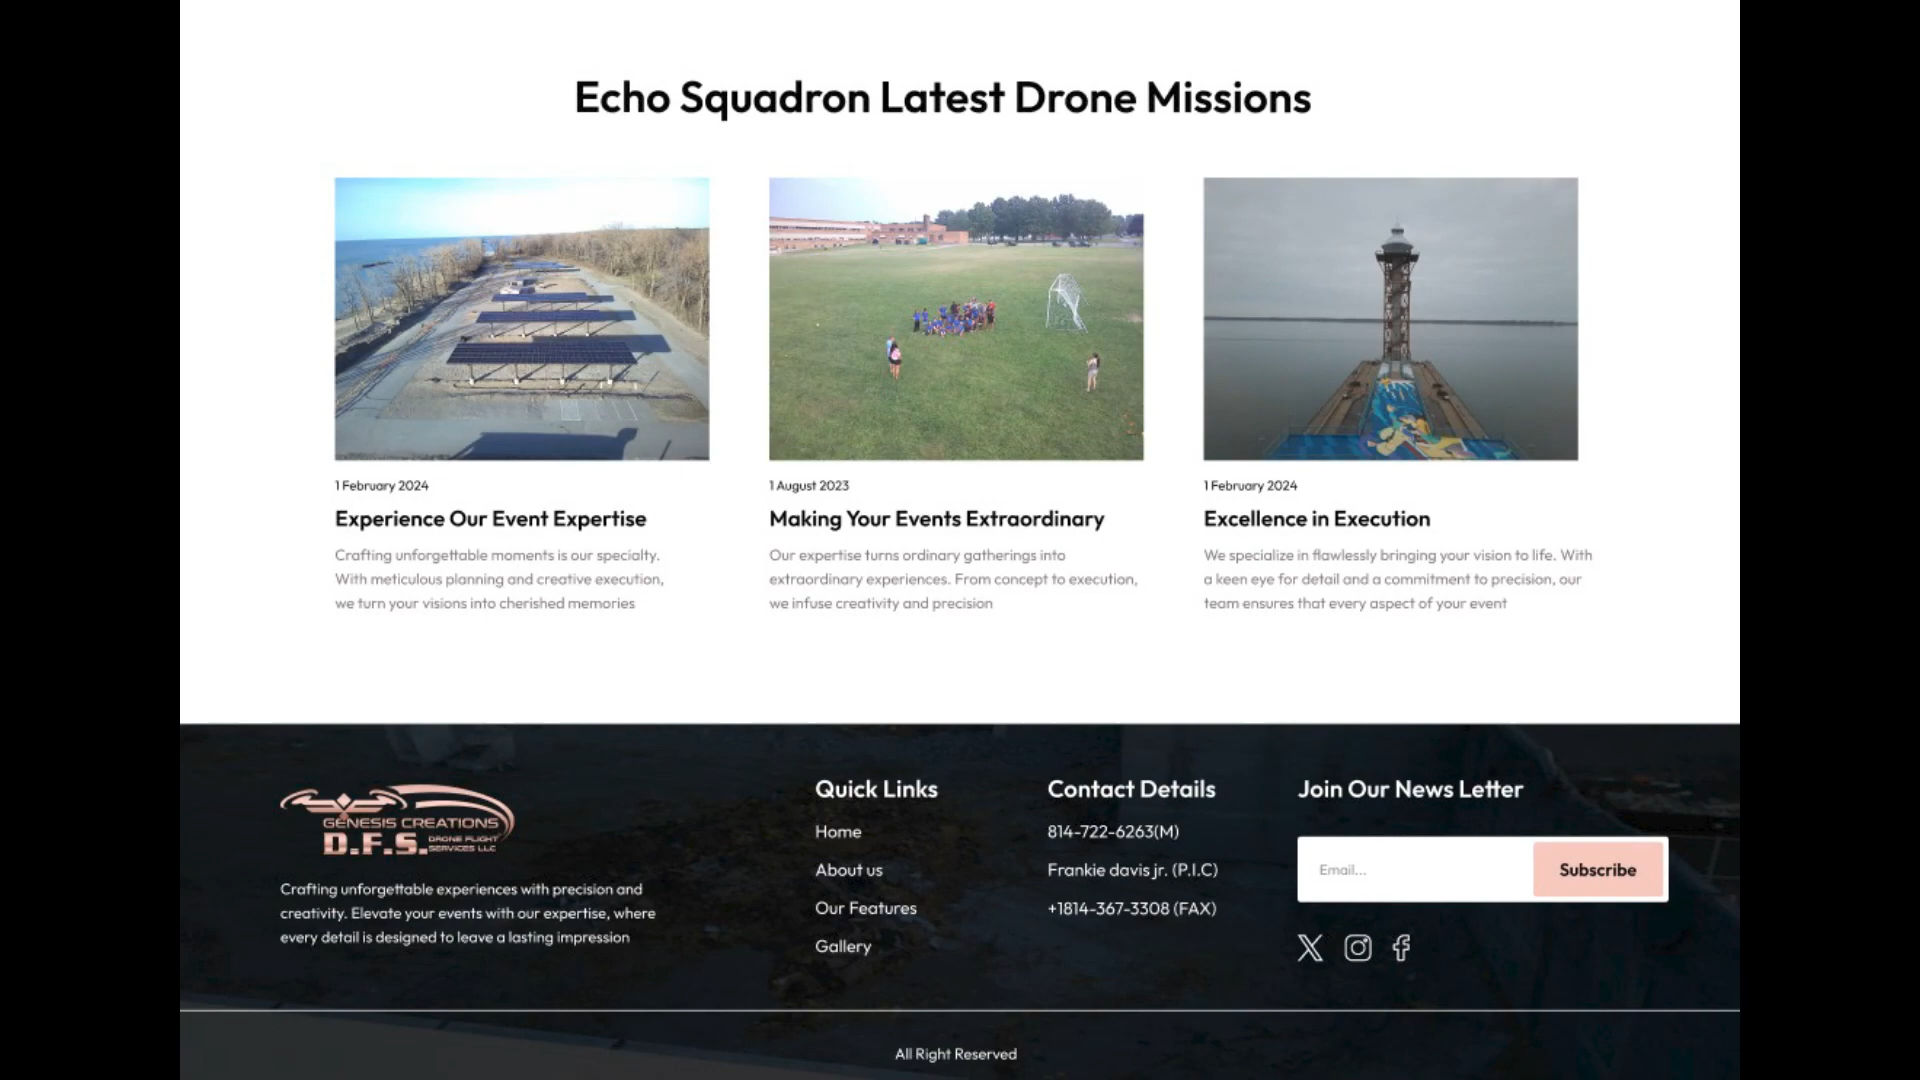 Echo Squadron Latest Drone Missions
1 February 2024
Experience Our Event Expertise
Crafting unforgettable moments is our specialty.
With meticulous planning and creative execution,
we turn your visions into cherished memories
1 August 2023
Making Your Events Extraordinary
Our expertise turns ordinary gatherings into
extraordinary experiences. From concept to execution,
we infuse creativity and precision
1 February 2024
Excellence in Execution
We specialize in flawlessly bringing your vision to life. With
a keen eye for detail and a commitment to precision, our
team ensures that every aspect of your event
GENESIS CREATIONS
D.F.S. DRONE FLIGHT
SERVICES LLC
Crafting unforgettable experiences with precision and
creativity. Elevate your events with our expertise, where
every detail is designed to leave a lasting impression
Quick Links
Home
About us
Our Features
Gallery
Contact Details
814-722-6263(M)
Frankie davis jr. (P.I.C)
+1814-367-3308 (FAX)
Join Our News Letter
Email...
Subscribe
All Right Reserved